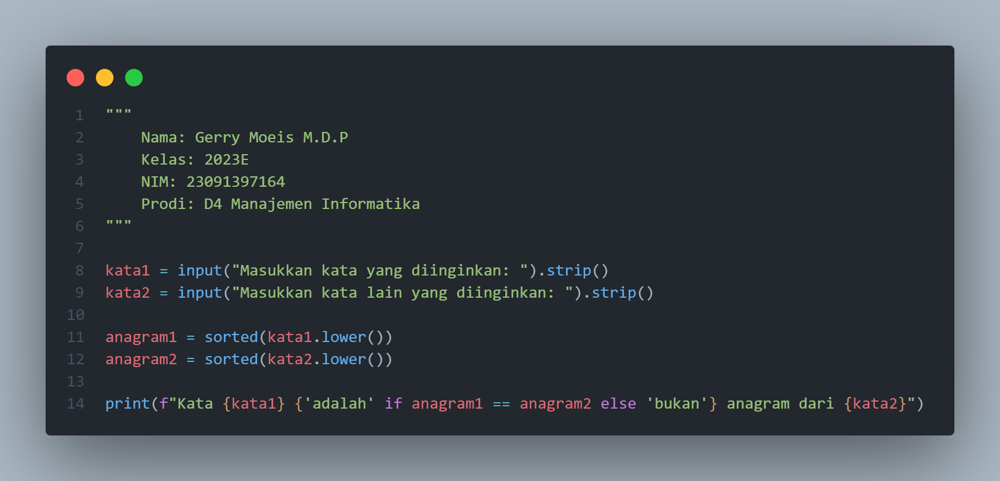 1 """
2     Nama: Gerry Moeis M.D.P
3     Kelas: 2023E
4     NIM: 23091397164
5     Prodi: D4 Manajemen Informatika
6 """
7
8 kata1 = input("Masukkan kata yang diinginkan: ").strip()
9 kata2 = input("Masukkan kata lain yang diinginkan: ").strip()
10
11 anagram1 = sorted(kata1.lower())
12 anagram2 = sorted(kata2.lower())
13
14 print(f"Kata {kata1} {'adalah' if anagram1 == anagram2 else 'bukan'} anagram dari {kata2}")